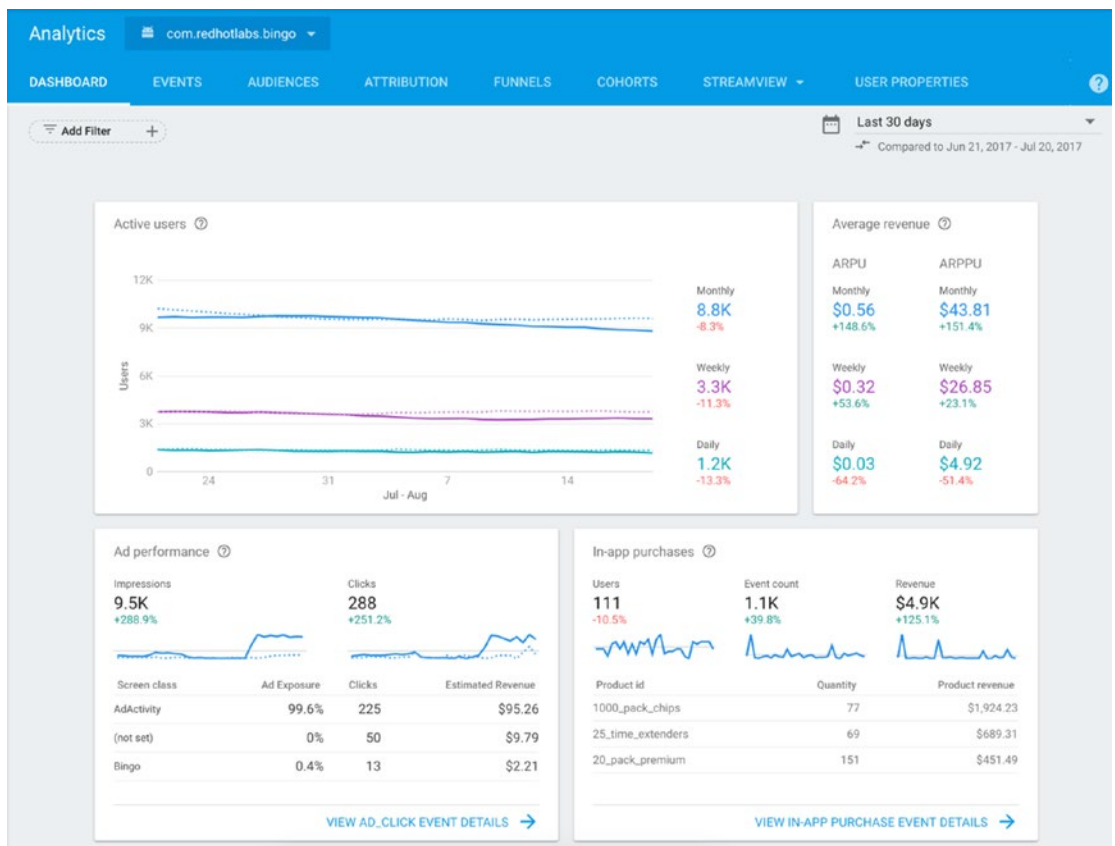 Analytics com.redhotlabs.bingo
DASHBOARD EVENTS AUDIENCES ATTRIBUTION FUNNELS COHORTS STREAMVIEW USER PROPERTIES ?
Add Filter +
Last 30 days
Compared to Jun 21, 2017 - Jul 20, 2017
Active users ?
12K
9K
6K
3K
0
Users
24 31 7 14
Jul - Aug
Monthly
8.8K
-8.3%
Weekly
3.3K
-11.3%
Daily
1.2K
-13.3%
Average revenue ?
ARPU ARPPU
Monthly Monthly
$0.56 $43.81
+148.6% +151.4%
Weekly Weekly
$0.32 $26.85
+53.6% +23.1%
Daily Daily
$0.03 $4.92
-64.2% -51.4%
Ad performance ?
Impressions Clicks
9.5K 288
+288.9% +251.2%
Screen class Ad Exposure Clicks Estimated Revenue
AdActivity 99.6% 225 $95.26
(not set) 0% 50 $9.79
Bingo 0.4% 13 $2.21
VIEW AD_CLICK EVENT DETAILS
In-app purchases ?
Users Event count Revenue
111 1.1K $4.9K
-10.5% +39.8% +125.1%
Product id Quantity Product revenue
1000_pack_chips 77 $1,924.23
25_time_extenders 69 $689.31
20_pack_premium 151 $451.49
VIEW IN-APP PURCHASE EVENT DETAILS